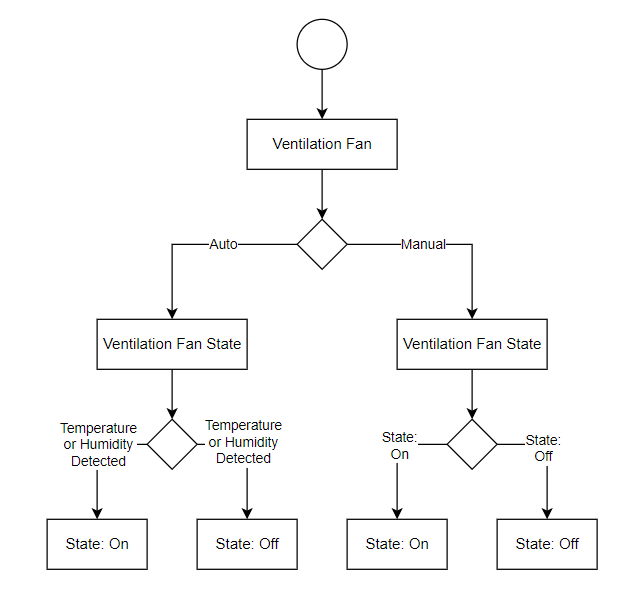 Ventilation Fan
Auto
Manual
Ventilation Fan State
Ventilation Fan State
Temperature
or Humidity
Detected
Temperature
or Humidity
Detected
State:
On
State:
Off
State: On
State: Off
State: On
State: Off